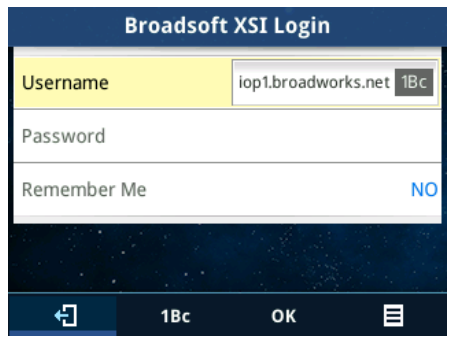 Broadsoft XSI Login
Username iop1.broadworks.net 1Bc
Password
Remember Me NO
1Bc OK